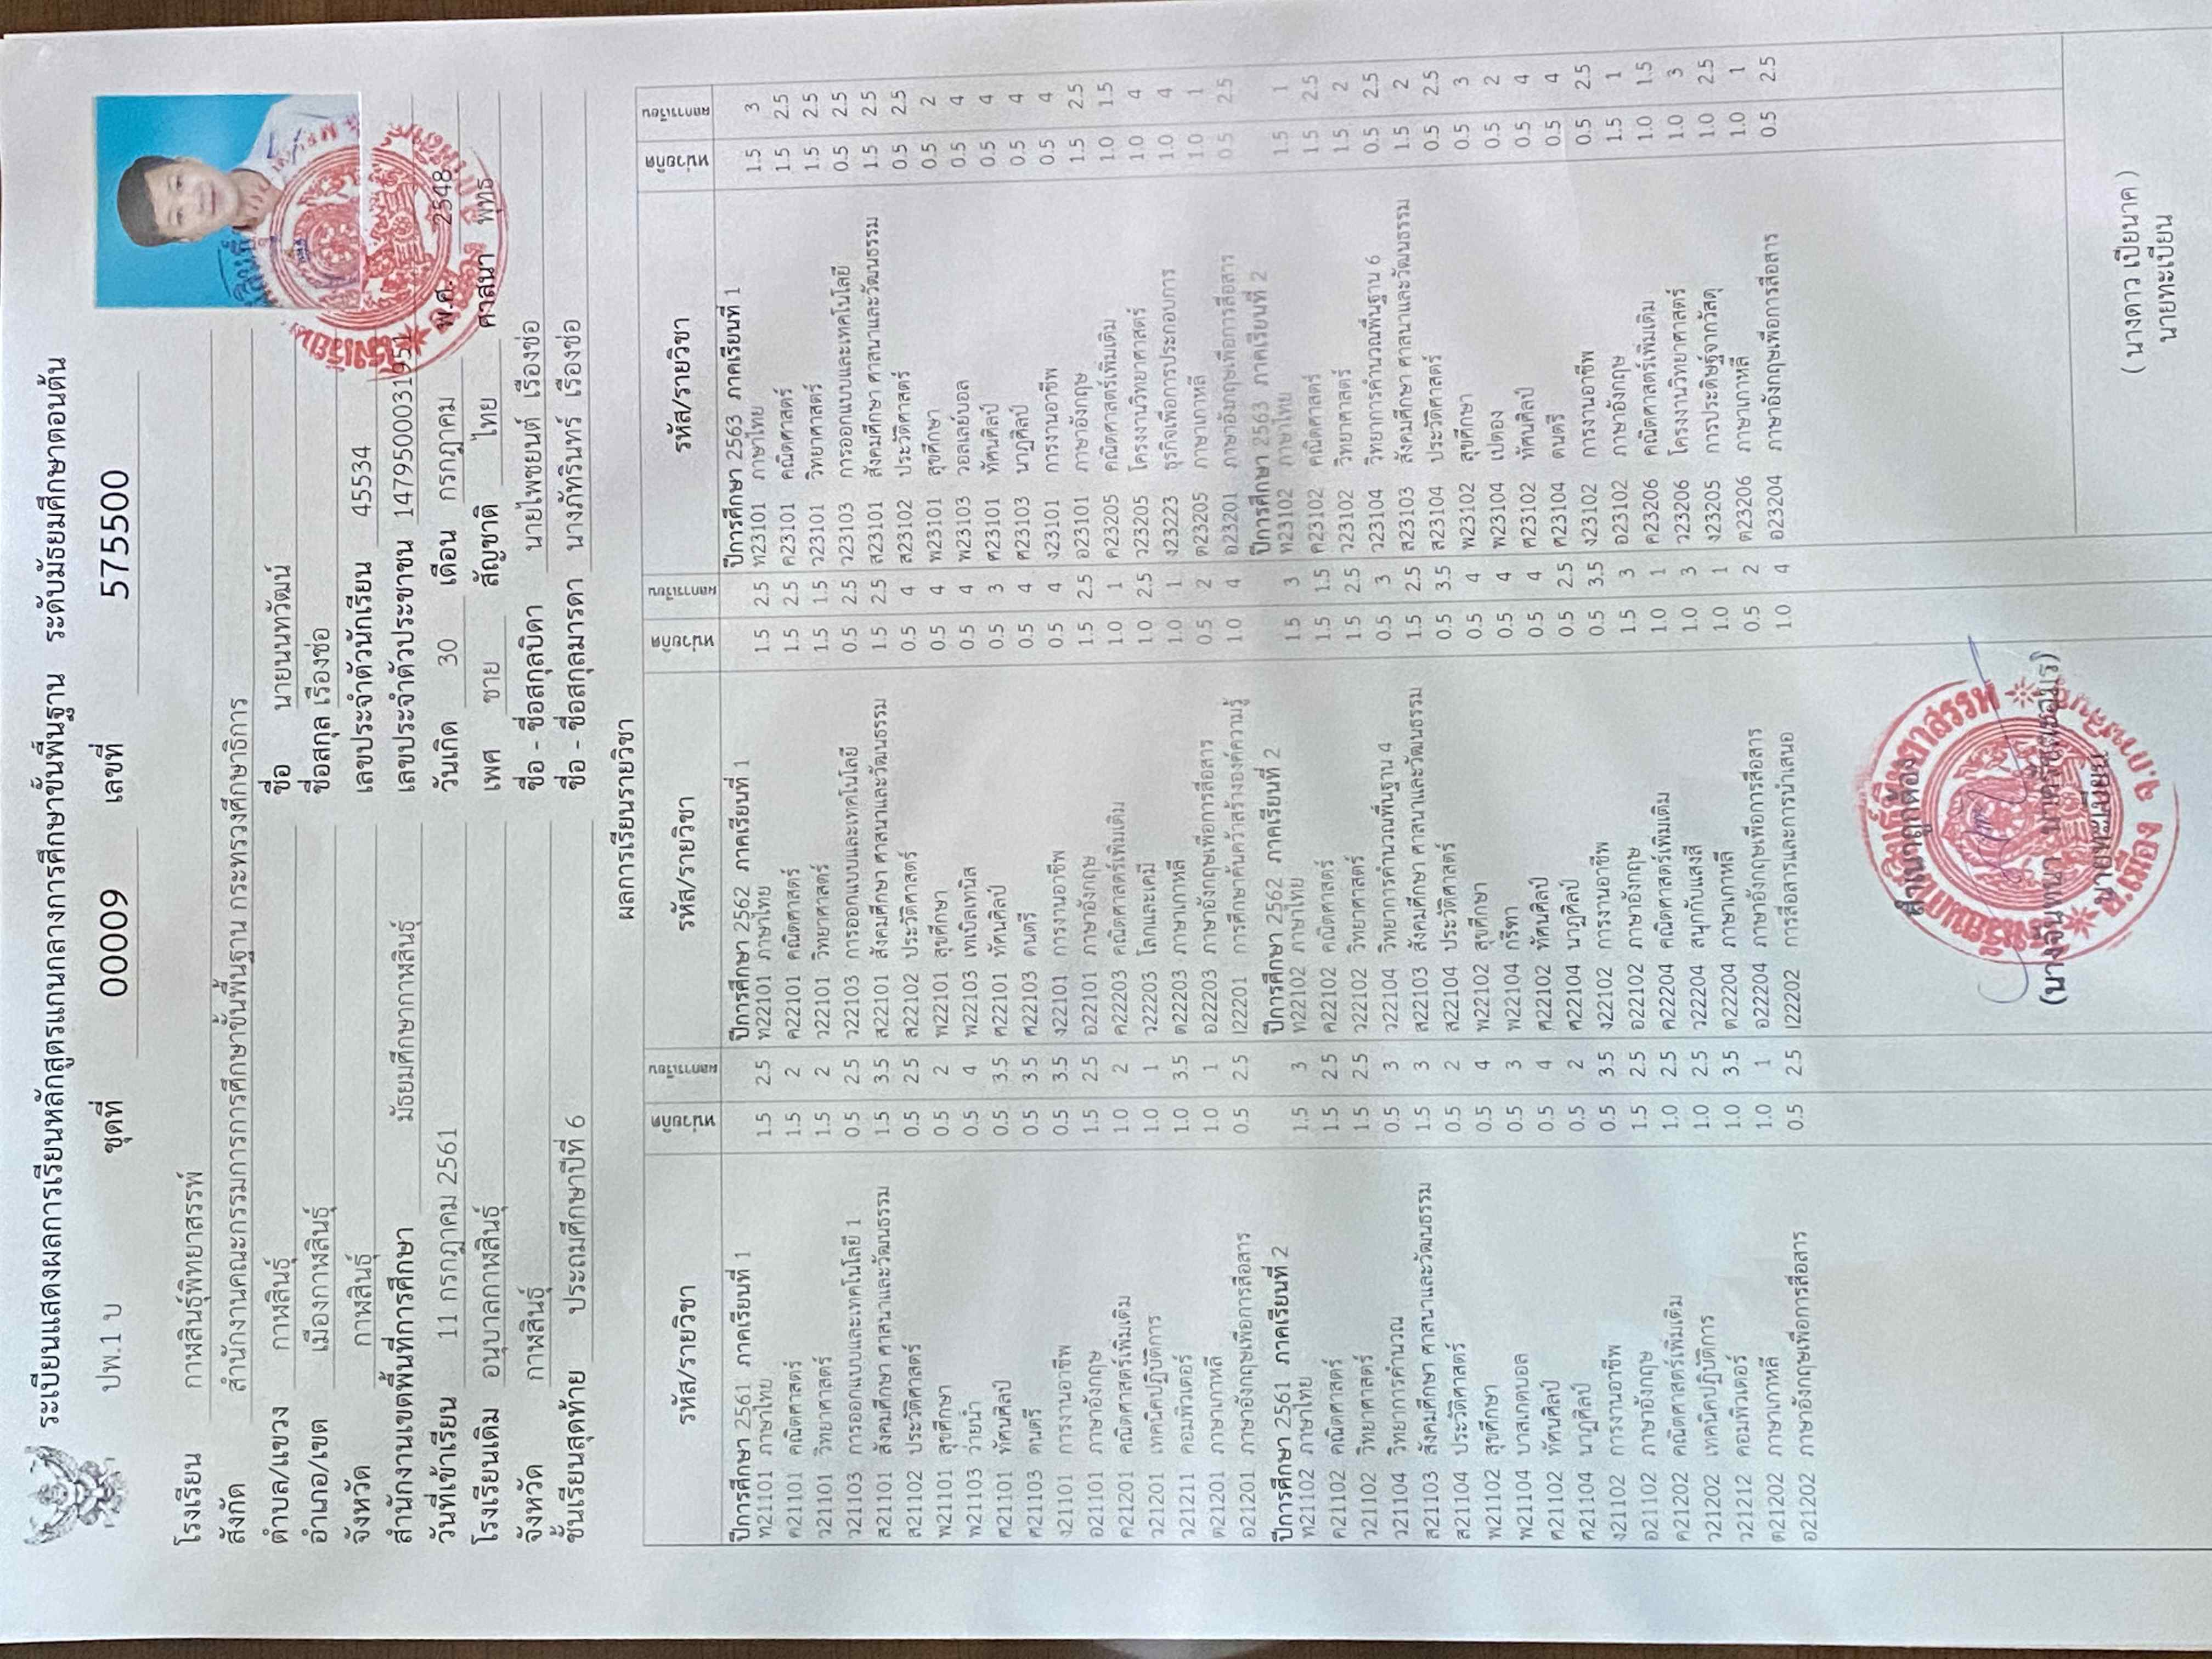 ระเบียนแสดงผลการเรียนหลักสูตรแกนกลางการศึกษาขั้นพื้นฐาน ระดับมัธยมศึกษาตอนต้น
ปพ.1 บ ชุดที่ 00009 เลขที่ 575500
โรงเรียน กาฬสินธุ์พิทยาสรรพ์
สังกัด สำนักงานคณะกรรมการการศึกษาขั้นพื้นฐาน กระทรวงศึกษาธิการ
ตำบล/แขวง กาฬสินธุ์
อำเภอ/เขต เมืองกาฬสินธุ์
จังหวัด กาฬสินธุ์
สำนักงานเขตพื้นที่การศึกษา มัธยมศึกษากาฬสินธุ์
วันที่เข้าเรียน 11 กรกฎาคม 2561
โรงเรียนเดิม อนุบาลกาฬสินธุ์
จังหวัด กาฬสินธุ์
ชั้นเรียนสุดท้าย ประถมศึกษาปีที่ 6
ชื่อ นายนนทวัฒน์
ชื่อสกุล เรืองช่อ
เลขประจำตัวนักเรียน 45534
เลขประจำตัวประชาชน 1479500031951
วันเกิด 30 เดือน กรกฎาคม พ.ศ. 2548
เพศ ชาย สัญชาติ ไทย ศาสนา พุทธ
ชื่อ - ชื่อสกุลบิดา นายไพชยนต์ เรืองช่อ
ชื่อ - ชื่อสกุลมารดา นางภัทรินทร์ เรืองช่อ
ผลการเรียนรายวิชา
รหัส/รายวิชา หน่วยกิต ผลการเรียน
ปีการศึกษา 2561 ภาคเรียนที่ 1
ท21101 ภาษาไทย 1.5 2.5
ค21101 คณิตศาสตร์ 1.5 2
ว21101 วิทยาศาสตร์ 1.5 2
ว21103 การออกแบบและเทคโนโลยี 1 0.5 2.5
ส21101 สังคมศึกษา ศาสนาและวัฒนธรรม 1.5 3.5
ส21102 ประวัติศาสตร์ 0.5 2.5
พ21101 สุขศึกษา 0.5 2
พ21103 ว่ายน้ำ 0.5 4
ศ21101 ทัศนศิลป์ 0.5 3.5
ศ21103 ดนตรี 0.5 3.5
ง21101 การงานอาชีพ 0.5 3.5
อ21101 ภาษาอังกฤษ 1.5 2.5
ค21201 คณิตศาสตร์เพิ่มเติม 1.0 2
ว21201 เทคนิคปฏิบัติการ 1.0 1
ว21211 คอมพิวเตอร์ 1.0 3.5
ต21201 ภาษาเกาหลี 1.0 1
อ21201 ภาษาอังกฤษเพื่อการสื่อสาร 0.5 2.5
ปีการศึกษา 2561 ภาคเรียนที่ 2
ท21102 ภาษาไทย 1.5 3
ค21102 คณิตศาสตร์ 1.5 2.5
ว21102 วิทยาศาสตร์ 1.5 2.5
ว21104 วิทยาการคำนวณ 0.5 3
ส21103 สังคมศึกษา ศาสนาและวัฒนธรรม 1.5 3
ส21104 ประวัติศาสตร์ 0.5 2
พ21102 สุขศึกษา 0.5 4
พ21104 บาสเกตบอล 0.5 3
ศ21102 ทัศนศิลป์ 0.5 4
ศ21104 นาฏศิลป์ 0.5 2
ง21102 การงานอาชีพ 0.5 3.5
อ21102 ภาษาอังกฤษ 1.5 2.5
ค21202 คณิตศาสตร์เพิ่มเติม 1.0 2.5
ว21202 เทคนิคปฏิบัติการ 1.0 2.5
ว21212 คอมพิวเตอร์ 1.0 3.5
ต21202 ภาษาเกาหลี 1.0 1
อ21202 ภาษาอังกฤษเพื่อการสื่อสาร 0.5 2.5
รหัส/รายวิชา หน่วยกิต ผลการเรียน
ปีการศึกษา 2562 ภาคเรียนที่ 1
ท22101 ภาษาไทย 1.5 2.5
ค22101 คณิตศาสตร์ 1.5 2.5
ว22101 วิทยาศาสตร์ 1.5 1.5
ว22103 การออกแบบและเทคโนโลยี 0.5 2.5
ส22101 สังคมศึกษา ศาสนาและวัฒนธรรม 1.5 2.5
ส22102 ประวัติศาสตร์ 0.5 4
พ22101 สุขศึกษา 0.5 4
พ22103 เทเบิลเทนิส 0.5 4
ศ22101 ทัศนศิลป์ 0.5 3
ศ22103 ดนตรี 0.5 4
ง22101 การงานอาชีพ 0.5 4
อ22101 ภาษาอังกฤษ 1.5 2.5
ค22203 คณิตศาสตร์เพิ่มเติม 1.0 1
ว22203 โลกและเคมี 1.0 2.5
ต22203 ภาษาเกาหลี 1.0 1
อ22203 ภาษาอังกฤษเพื่อการสื่อสาร 0.5 2
I22201 การศึกษาค้นคว้าสร้างองค์ความรู้ 1.0 4
ปีการศึกษา 2562 ภาคเรียนที่ 2
ท22102 ภาษาไทย 1.5 3
ค22102 คณิตศาสตร์ 1.5 1.5
ว22102 วิทยาศาสตร์ 1.5 2.5
ว22104 วิทยาการคำนวณพื้นฐาน 4 0.5 3
ส22103 สังคมศึกษา ศาสนาและวัฒนธรรม 1.5 2.5
ส22104 ประวัติศาสตร์ 0.5 3.5
พ22102 สุขศึกษา 0.5 4
พ22104 กรีฑา 0.5 4
ศ22102 ทัศนศิลป์ 0.5 4
ศ22104 นาฏศิลป์ 0.5 2.5
ง22102 การงานอาชีพ 0.5 3.5
อ22102 ภาษาอังกฤษ 1.5 3
ค22204 คณิตศาสตร์เพิ่มเติม 1.0 1
ว22204 สนุกกับแสงสี 1.0 3
ต22204 ภาษาเกาหลี 1.0 1
อ22204 ภาษาอังกฤษเพื่อการสื่อสาร 0.5 2
I22202 การสื่อสารและการนำเสนอ 1.0 4
รหัส/รายวิชา หน่วยกิต ผลการเรียน
ปีการศึกษา 2563 ภาคเรียนที่ 1
ท23101 ภาษาไทย 1.5 3
ค23101 คณิตศาสตร์ 1.5 2.5
ว23101 วิทยาศาสตร์ 1.5 2.5
ว23103 การออกแบบและเทคโนโลยี 0.5 2.5
ส23101 สังคมศึกษา ศาสนาและวัฒนธรรม 1.5 2.5
ส23102 ประวัติศาสตร์ 0.5 2.5
พ23101 สุขศึกษา 0.5 2
พ23103 วอลเลย์บอล 0.5 4
ศ23101 ทัศนศิลป์ 0.5 4
ศ23103 นาฏศิลป์ 0.5 4
ง23101 การงานอาชีพ 0.5 4
อ23101 ภาษาอังกฤษ 1.5 2.5
ค23205 คณิตศาสตร์เพิ่มเติม 1.0 1.5
ว23205 โครงงานวิทยาศาสตร์ 1.0 4
ง23223 ธุรกิจเพื่อการประกอบการ 1.0 4
ต23205 ภาษาเกาหลี 1.0 1
อ23201 ภาษาอังกฤษเพื่อการสื่อสาร 0.5 2.5
ปีการศึกษา 2563 ภาคเรียนที่ 2
ท23102 ภาษาไทย 1.5 1
ค23102 คณิตศาสตร์ 1.5 2.5
ว23102 วิทยาศาสตร์ 1.5 2
ว23104 วิทยาการคำนวณพื้นฐาน 6 0.5 2.5
ส23103 สังคมศึกษา ศาสนาและวัฒนธรรม 1.5 2
ส23104 ประวัติศาสตร์ 0.5 2.5
พ23102 สุขศึกษา 0.5 3
พ23104 เปตอง 0.5 2
ศ23102 ทัศนศิลป์ 0.5 4
ศ23104 ดนตรี 0.5 4
ง23102 การงานอาชีพ 0.5 2.5
อ23102 ภาษาอังกฤษ 1.5 1
ค23206 คณิตศาสตร์เพิ่มเติม 1.0 1.5
ว23206 โครงงานวิทยาศาสตร์ 1.0 3
ง23205 การประดิษฐ์จากวัสดุ 1.0 2.5
ต23206 ภาษาเกาหลี 1.0 1
อ23204 ภาษาอังกฤษเพื่อการสื่อสาร 0.5 2.5
สำเนาถูกต้อง
นายทะเบียน
( นางดาว เปียนาค )
นายทะเบียน